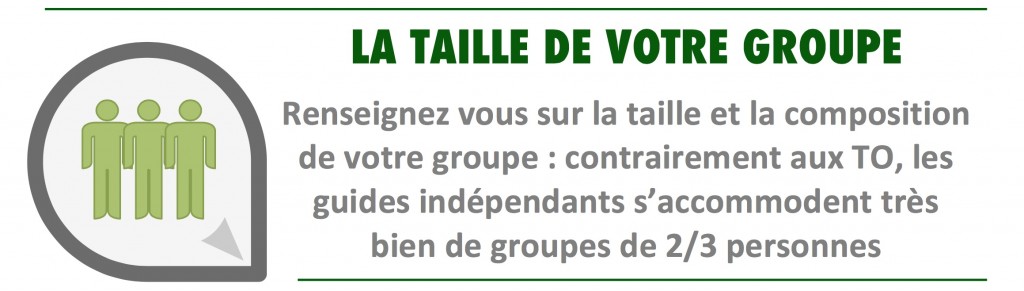 LA TAILLE DE VOTRE GROUPE
Renseignez vous sur la taille et la composition
de votre groupe : contrairement aux TO, les
guides indépendants s’accommodent très
bien de groupes de 2/3 personnes